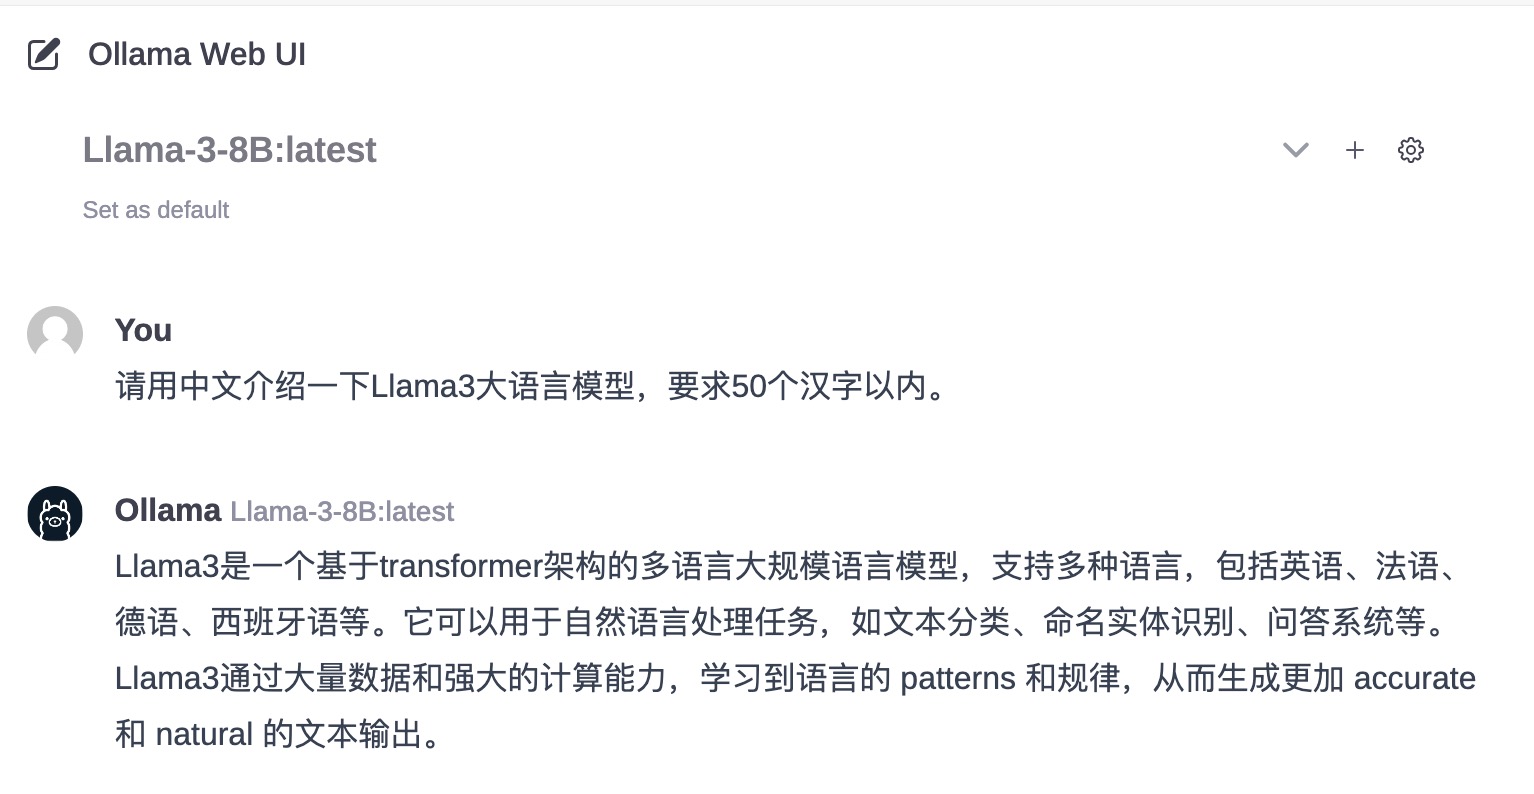 Ollama Web UI
Llama-3-8B:latest
Set as default
You
请用中文介绍一下Llama3大语言模型，要求50个汉字以内。
Ollama Llama-3-8B:latest
Llama3是一个基于transformer架构的多语言大规模语言模型，支持多种语言，包括英语、法语、
德语、西班牙语等。它可以用于自然语言处理任务，如文本分类、命名实体识别、问答系统等。
Llama3通过大量数据和强大的计算能力，学习到语言的 patterns 和规律，从而生成更加 accurate
和 natural 的文本输出。